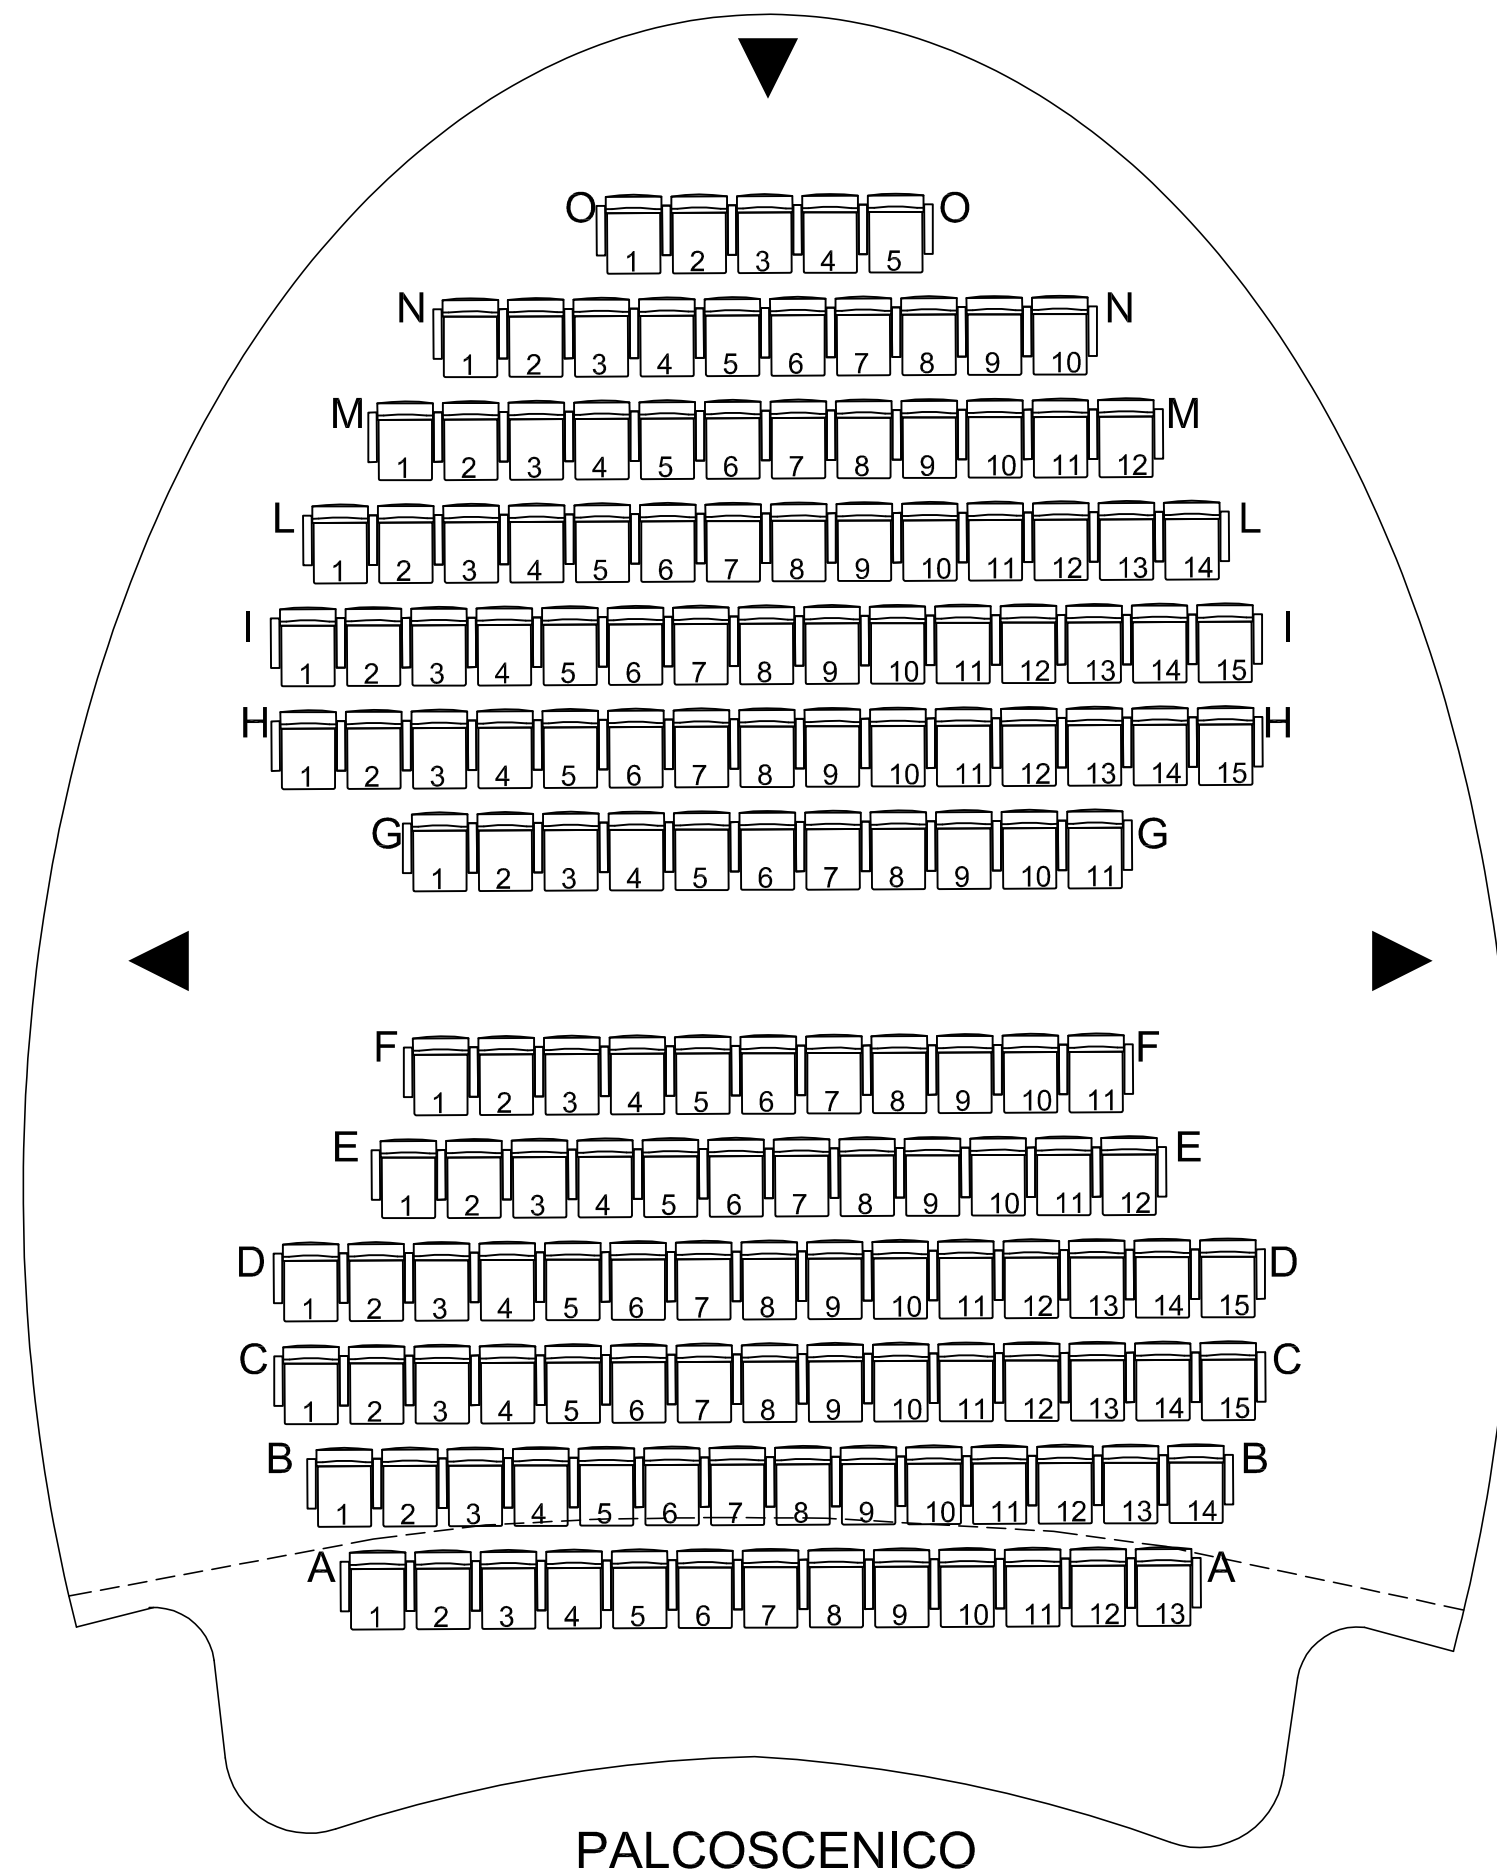 O 1 2 3 4 5 O
N 1 2 3 4 5 6 7 8 9 10 N
M 1 2 3 4 5 6 7 8 9 10 11 12 M
L 1 2 3 4 5 6 7 8 9 10 11 12 13 14 L
I 1 2 3 4 5 6 7 8 9 10 11 12 13 14 15 I
H 1 2 3 4 5 6 7 8 9 10 11 12 13 14 15 H
G 1 2 3 4 5 6 7 8 9 10 11 G
F 1 2 3 4 5 6 7 8 9 10 11 F
E 1 2 3 4 5 6 7 8 9 10 11 12 E
D 1 2 3 4 5 6 7 8 9 10 11 12 13 14 15 D
C 1 2 3 4 5 6 7 8 9 10 11 12 13 14 15 C
B 1 2 3 4 5 6 7 8 9 10 11 12 13 14 B
A 1 2 3 4 5 6 7 8 9 10 11 12 13 A
PALCOSCENICO